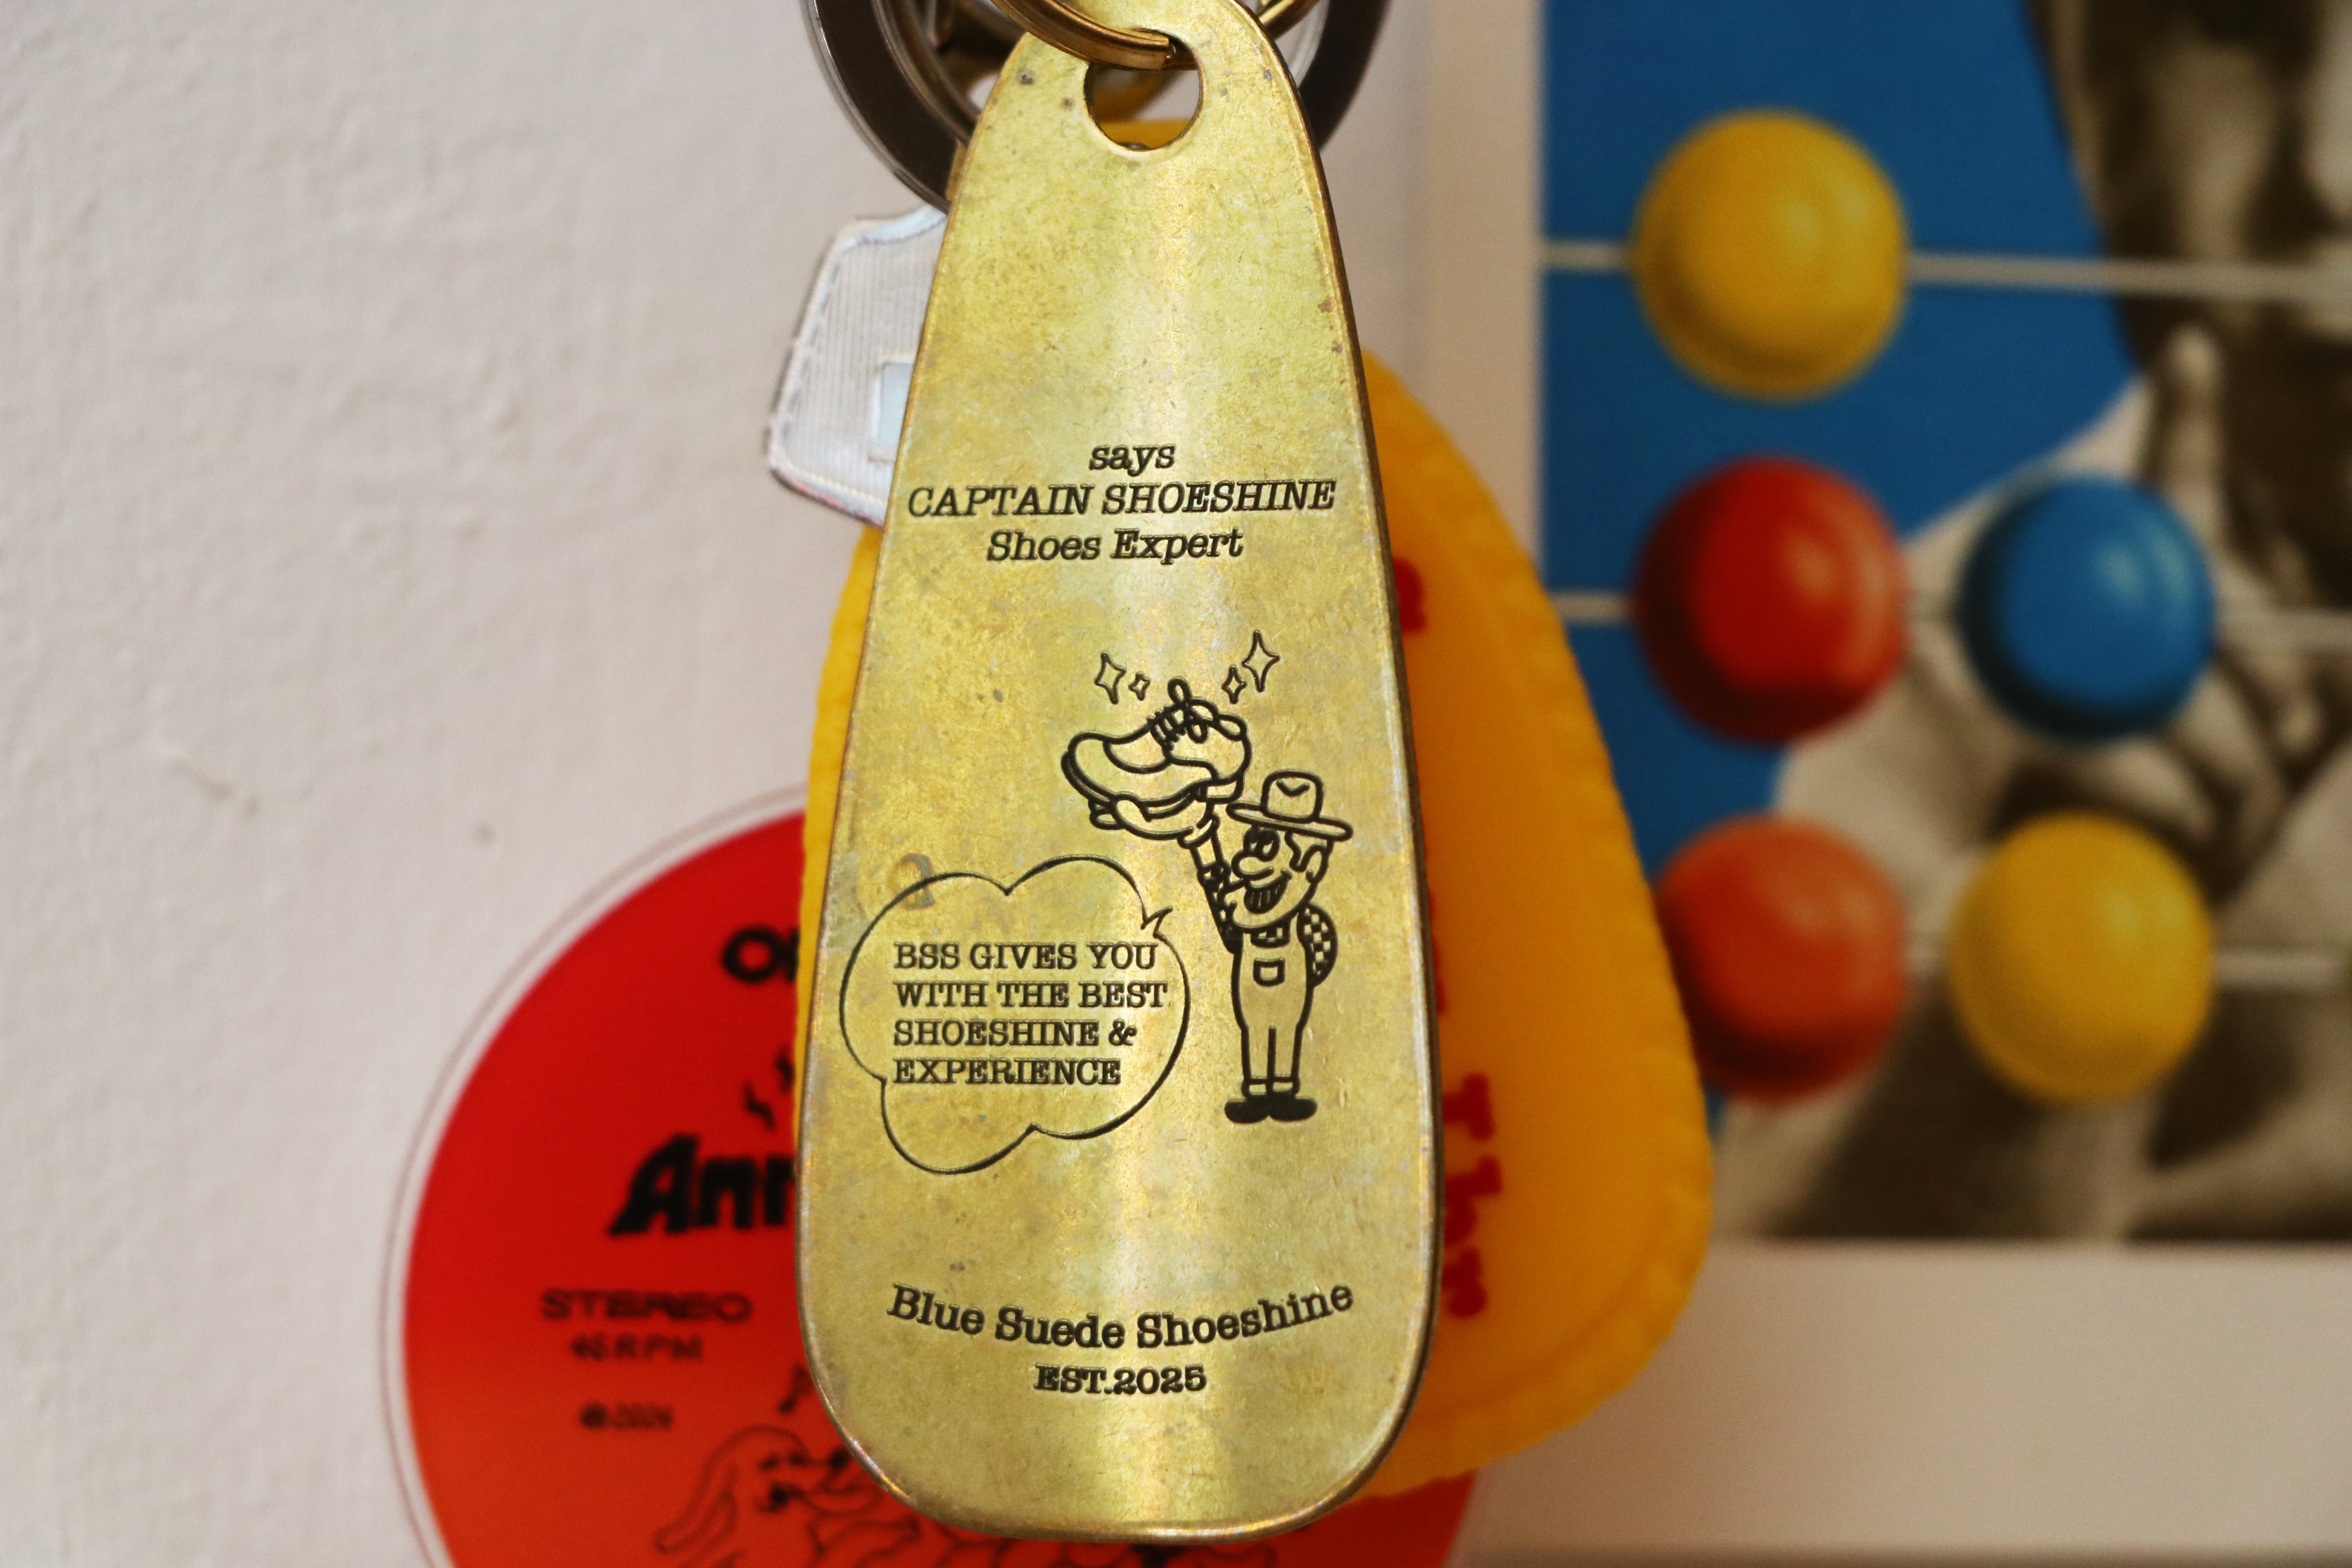 says
CAPTAIN SHOESHINE
Shoes Expert
BSS GIVES YOU
WITH THE BEST
SHOESHINE &
EXPERIENCE
Blue Suede Shoeshine
EST.2025
STEREO
45RPM